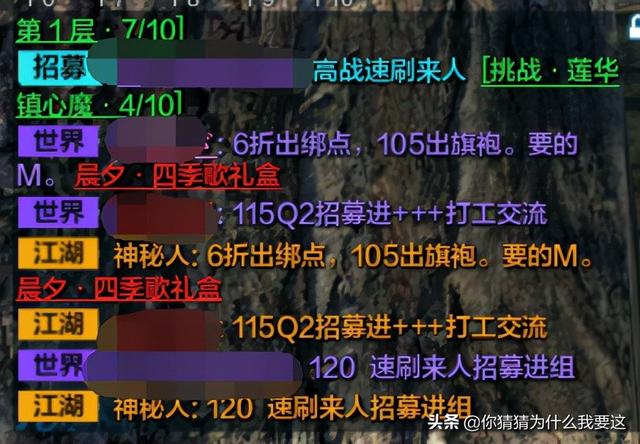 第1层·7/10]
招募 高战速刷来人 [挑战·莲华
镇心魔·4/10]
世界 : 6折出绑点，105出旗袍。要的
M。晨夕·四季歌礼盒
世界 : 115Q2招募进+++打工交流
江湖 神秘人: 6折出绑点，105出旗袍。要的M。
晨夕·四季歌礼盒
江湖 : 115Q2招募进+++打工交流
世界 120 速刷来人招募进组
江湖 神秘人: 120 速刷来人招募进组
头条 @你猜猜为什么我要这